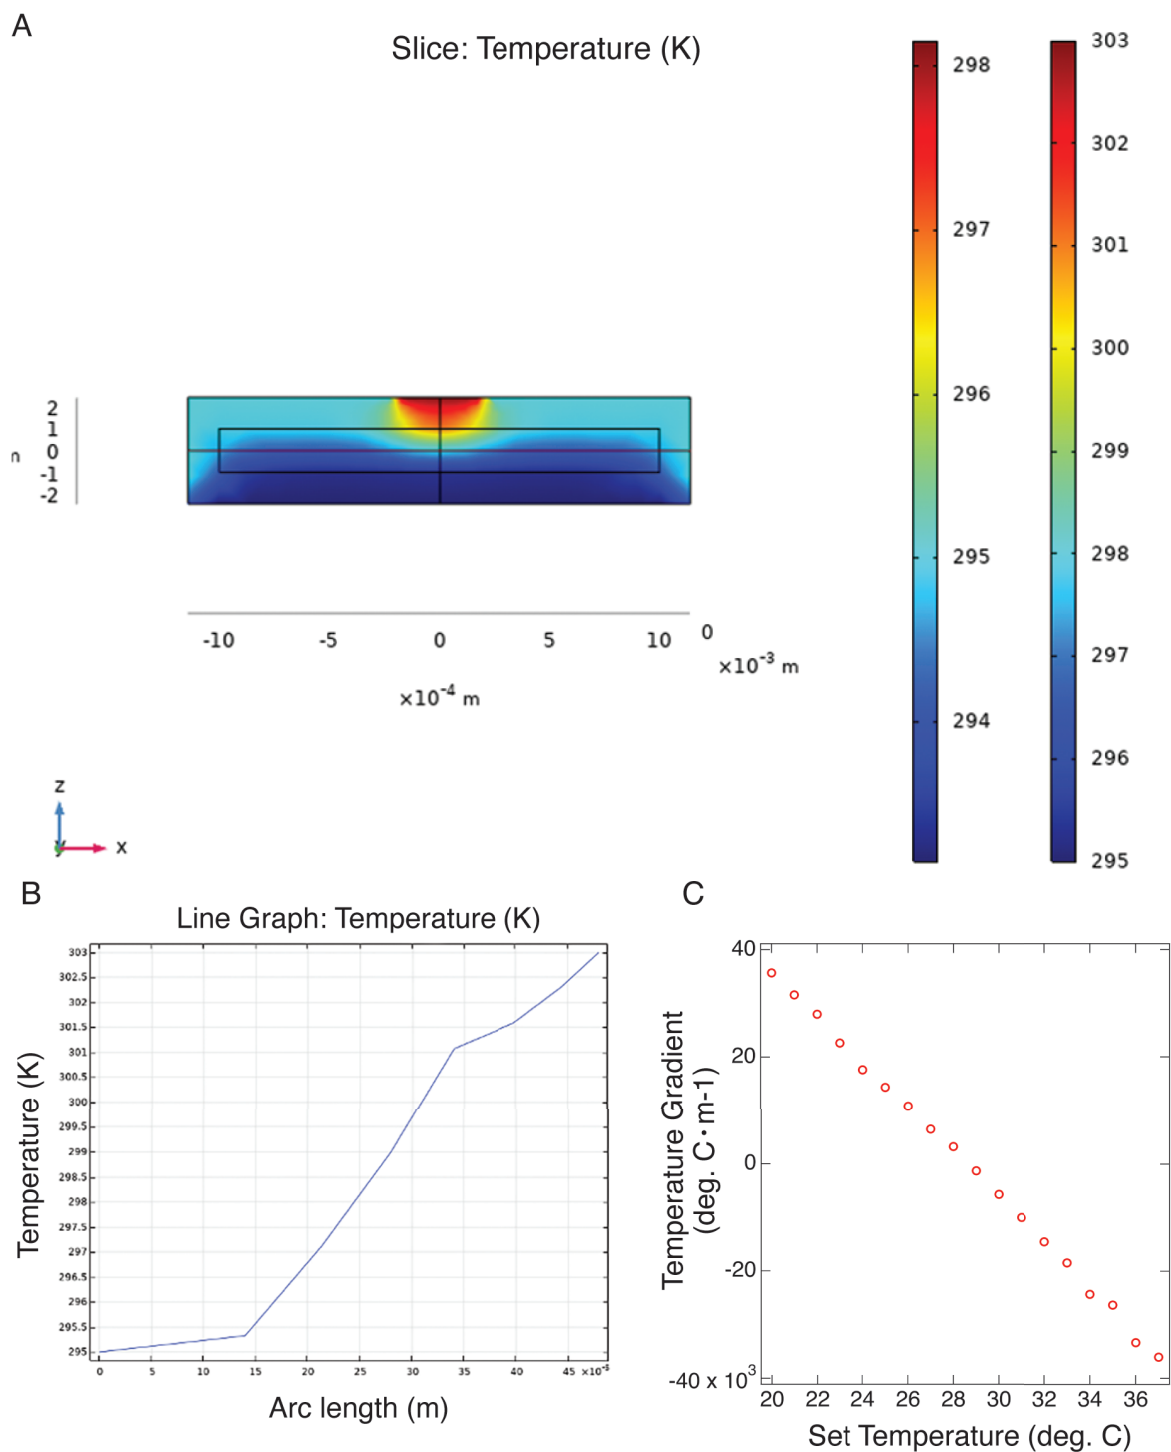 A
Slice: Temperature (K)
298
297
296
295
294
303
302
301
300
299
298
297
296
295
2
1
0
-1
-2
n
-10 -5 0 5 10 0
×10⁻³ m
×10⁻⁴ m
z
y x
B
Line Graph: Temperature (K)
303
302.5
302
301.5
301
300.5
300
299.5
299
298.5
298
297.5
297
296.5
296
295.5
295
Temperature (K)
0 5 10 15 20 25 30 35 40 45 ×10⁻⁵
Arc length (m)
C
40
20
0
-20
-40 x 10³
Temperature Gradient
(deg. C·m-1)
20 22 24 26 28 30 32 34 36
Set Temperature (deg. C)